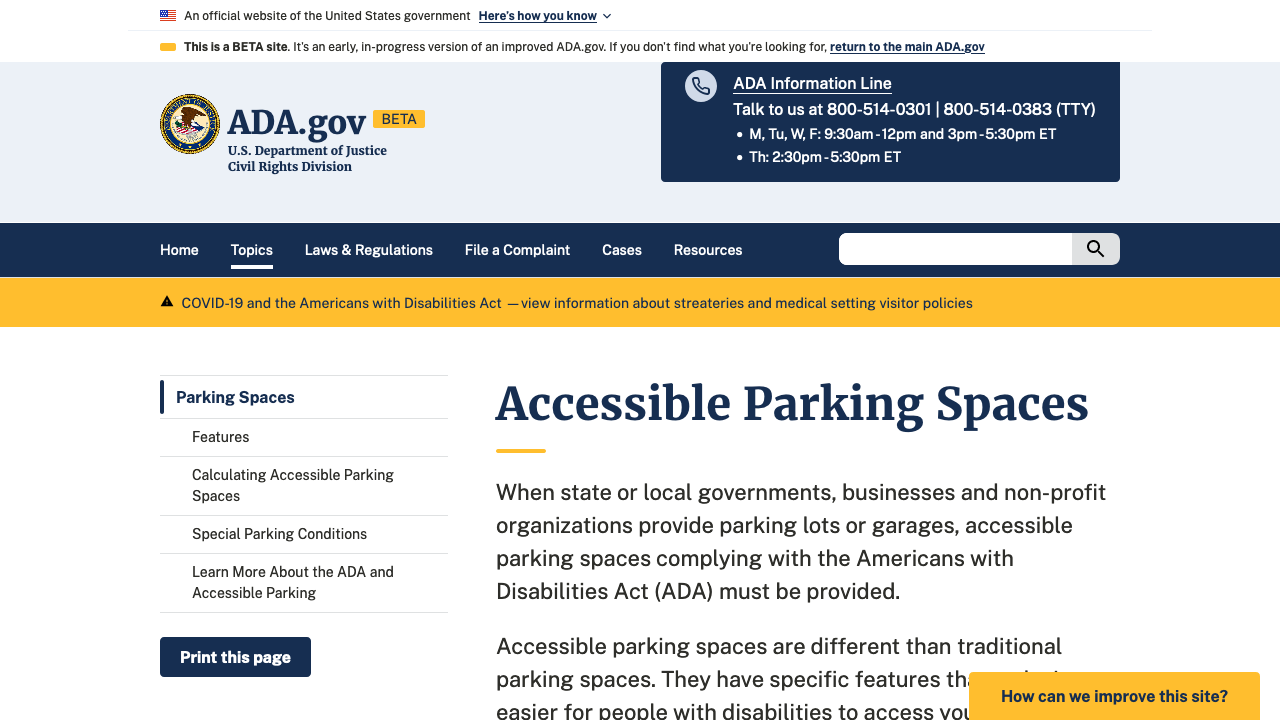 An official website of the United States government Here's how you know
This is a BETA site. It's an early, in-progress version of an improved ADA.gov. If you don't find what you're looking for, return to the main ADA.gov
ADA.gov BETA
U.S. Department of Justice
Civil Rights Division
ADA Information Line
Talk to us at 800-514-0301 | 800-514-0383 (TTY)
M, Tu, W, F: 9:30am - 12pm and 3pm - 5:30pm ET
Th: 2:30pm - 5:30pm ET
Home Topics Laws & Regulations File a Complaint Cases Resources
COVID-19 and the Americans with Disabilities Act — view information about streateries and medical setting visitor policies
Parking Spaces
Features
Calculating Accessible Parking
Spaces
Special Parking Conditions
Learn More About the ADA and
Accessible Parking
Print this page
Accessible Parking Spaces
When state or local governments, businesses and non-profit
organizations provide parking lots or garages, accessible
parking spaces complying with the Americans with
Disabilities Act (ADA) must be provided.
Accessible parking spaces are different than traditional
parking spaces. They have specific features
easier for people with disabilities to access
How can we improve this site?